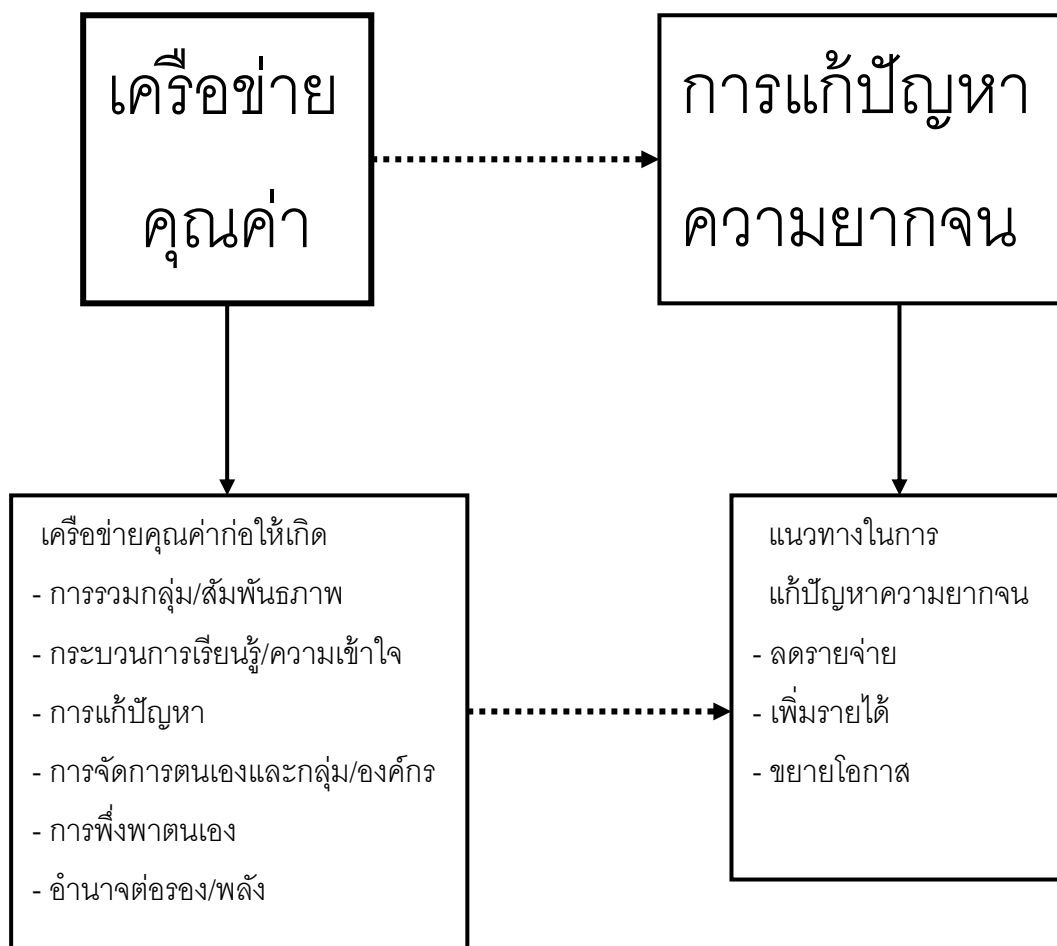 เครือข่าย
คุณค่า
การแก้ปัญหา
ความยากจน
เครือข่ายคุณค่าก่อให้เกิด
- การรวมกลุ่ม/สัมพันธภาพ
- กระบวนการเรียนรู้/ความเข้าใจ
- การแก้ปัญหา
- การจัดการตนเองและกลุ่ม/องค์กร
- การพึ่งพาตนเอง
- อำนาจต่อรอง/พลัง
แนวทางในการ
แก้ปัญหาความยากจน
- ลดรายจ่าย
- เพิ่มรายได้
- ขยายโอกาส